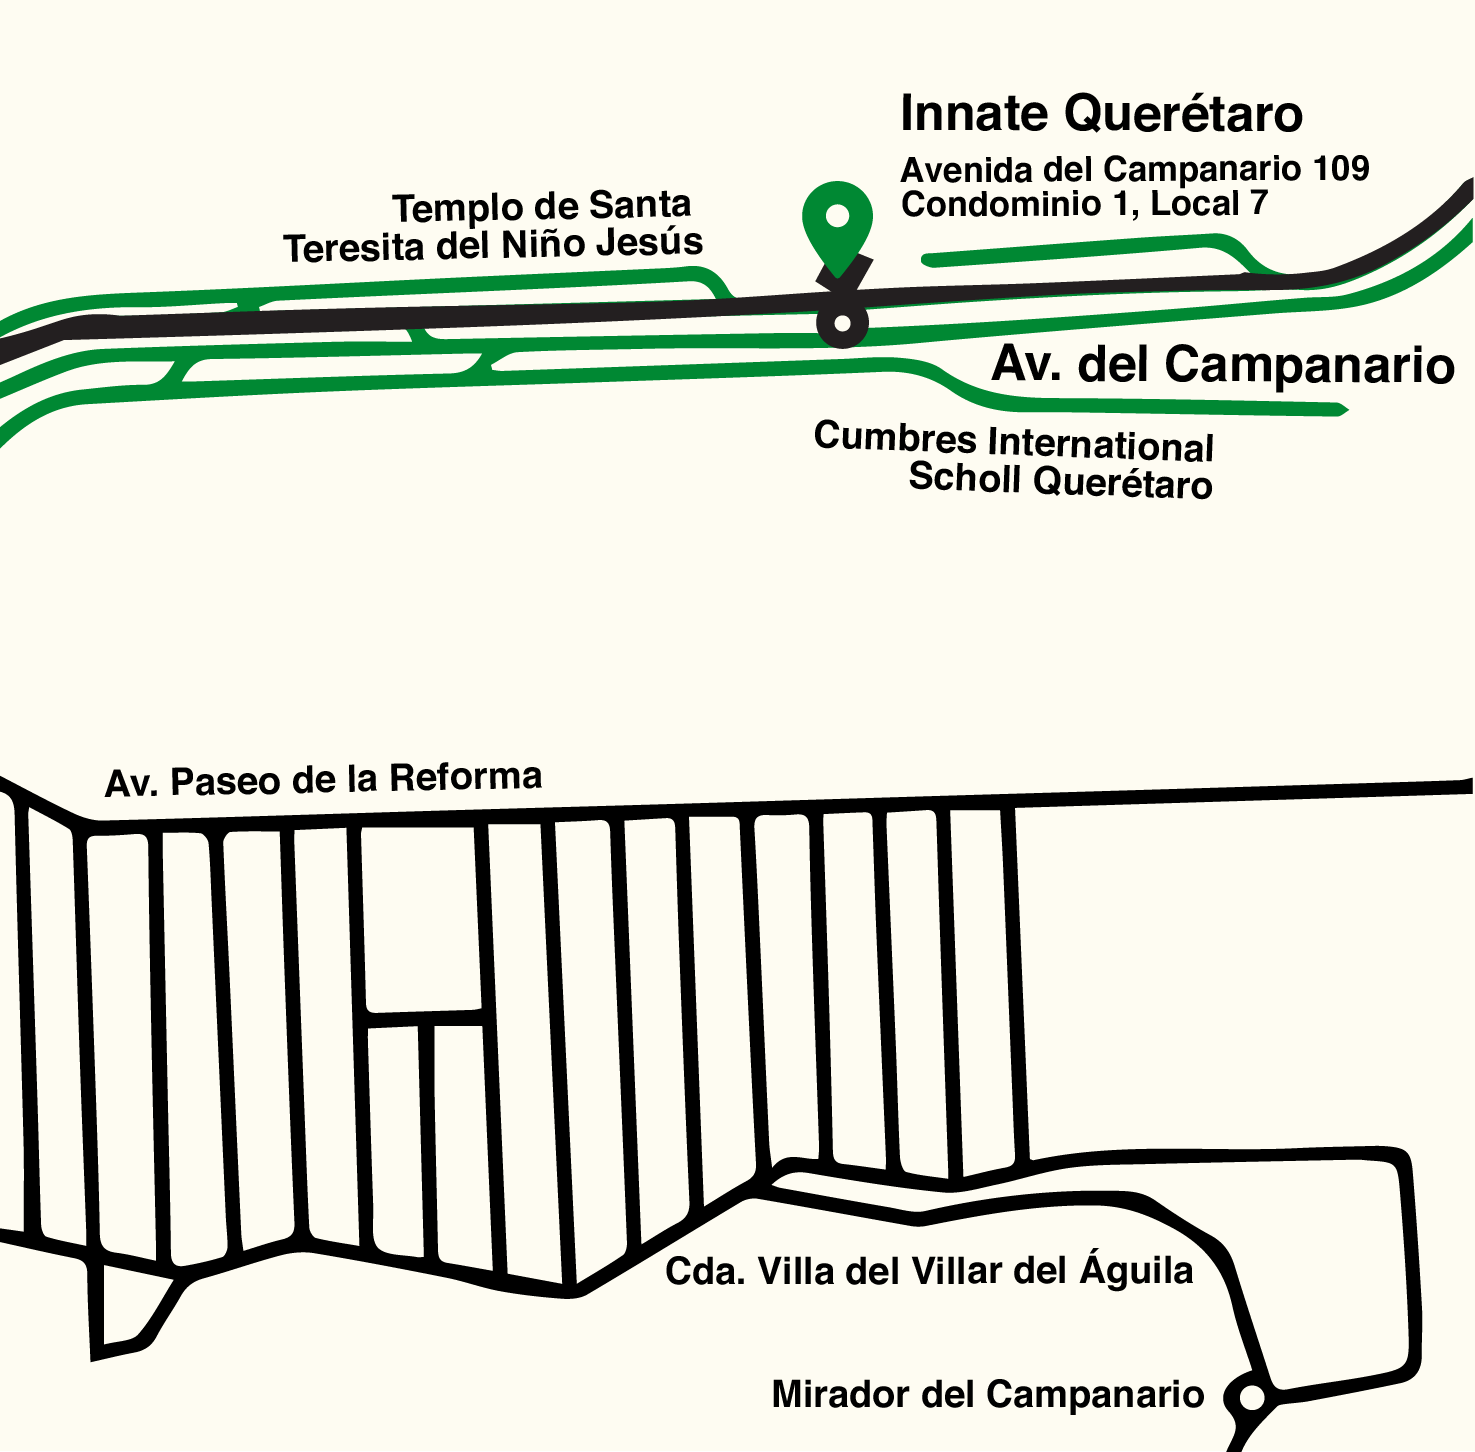 Innate Querétaro
Avenida del Campanario 109
Condominio 1, Local 7
Templo de Santa
Teresita del Niño Jesús
Av. del Campanario
Cumbres International
Scholl Querétaro
Av. Paseo de la Reforma
Cda. Villa del Villar del Águila
Mirador del Campanario